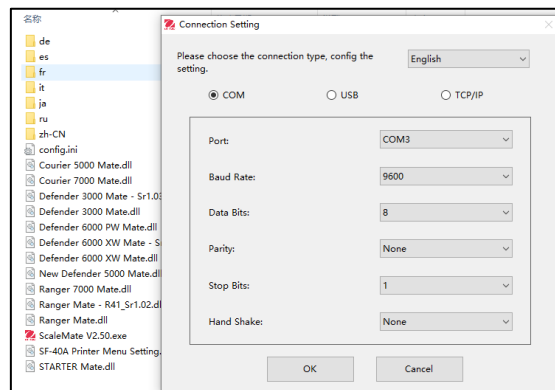 名称
de
es
fr
it
ja
ru
zh-CN
config.ini
Courier 5000 Mate.dll
Courier 7000 Mate.dll
Defender 3000 Mate - Sr1.03
Defender 3000 Mate.dll
Defender 6000 PW Mate.dll
Defender 6000 XW Mate - S
Defender 6000 XW Mate.dll
New Defender 5000 Mate.dll
Ranger 7000 Mate.dll
Ranger Mate - R41_Sr1.02.dl
Ranger Mate.dll
ScaleMate V2.50.exe
SF-40A Printer Menu Setting.
STARTER Mate.dll
Connection Setting
Please choose the connection type, config the
setting.
English
COM
USB
TCP/IP
Port:
COM3
Baud Rate:
9600
Data Bits:
8
Parity:
None
Stop Bits:
1
Hand Shake:
None
OK
Cancel